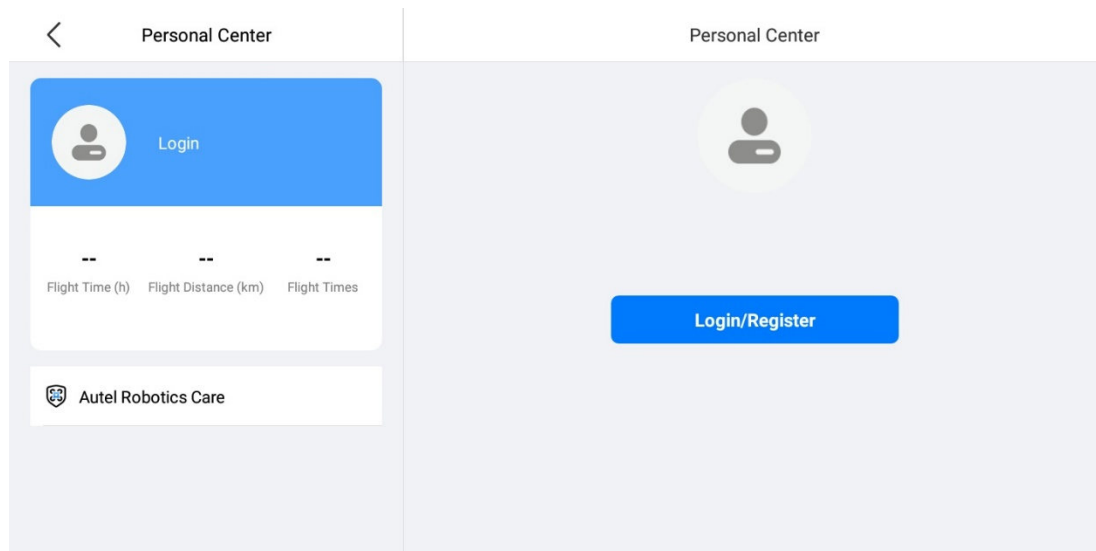 Personal Center
Login
-- -- --
Flight Time (h) Flight Distance (km) Flight Times
Autel Robotics Care
Personal Center
Login/Register